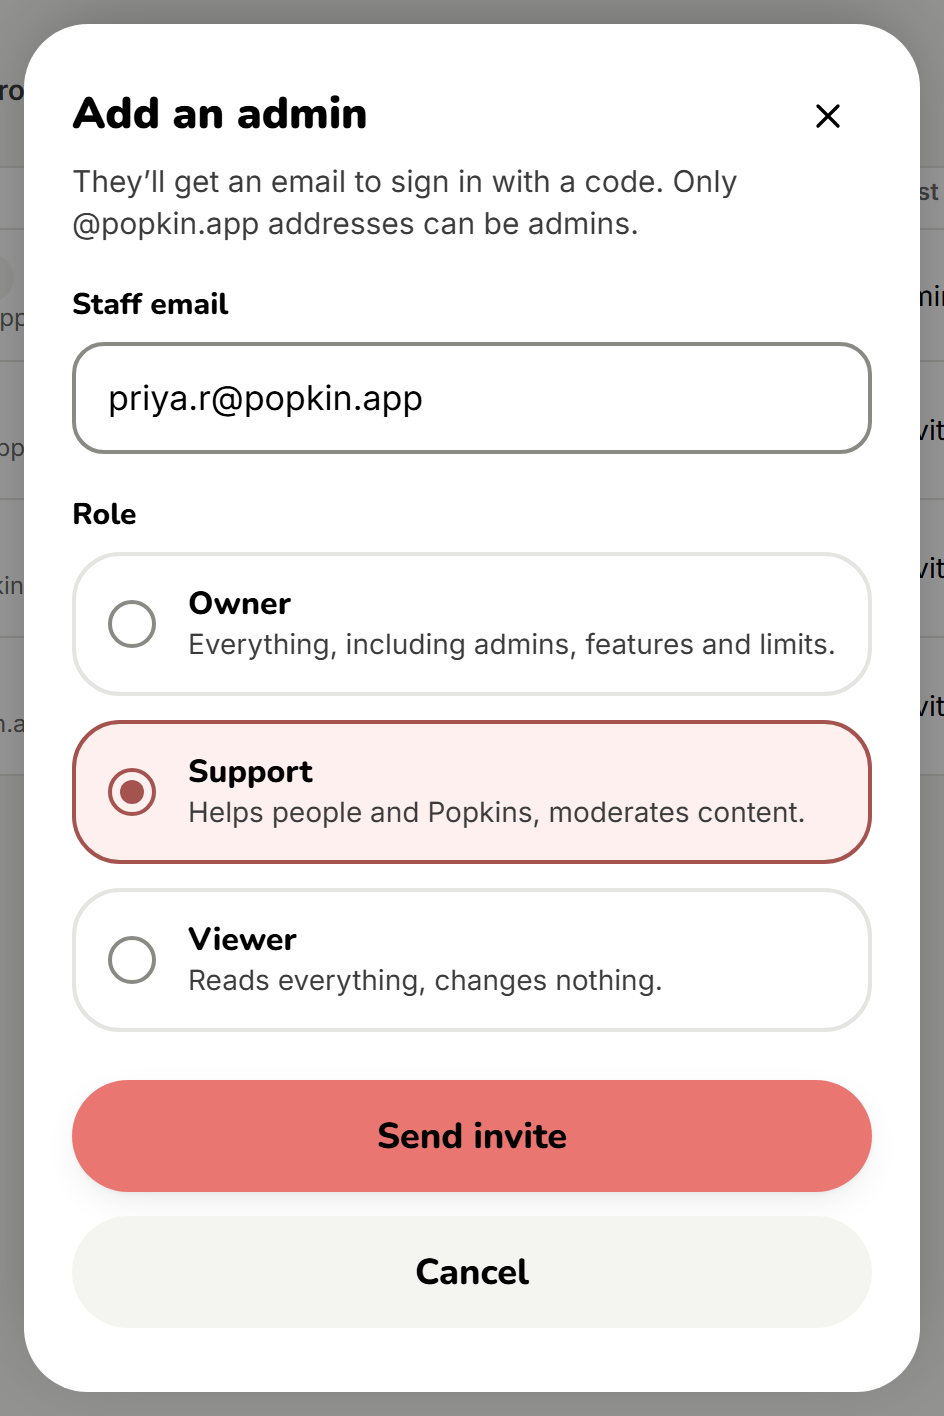 Add an admin
They’ll get an email to sign in with a code. Only
@popkin.app addresses can be admins.
Staff email
priya.r@popkin.app
Role
Owner
Everything, including admins, features and limits.
Support
Helps people and Popkins, moderates content.
Viewer
Reads everything, changes nothing.
Send invite
Cancel